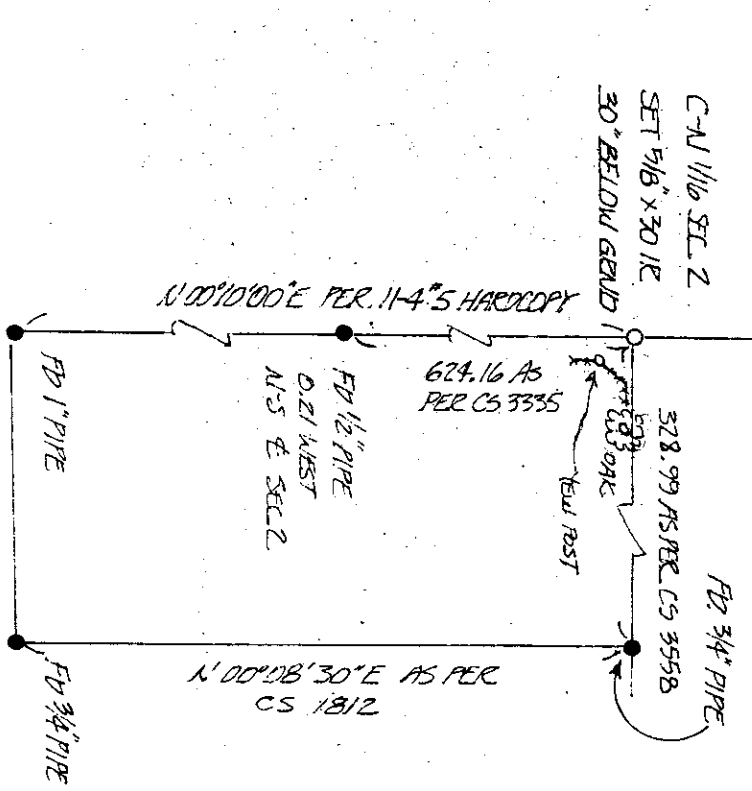 C-N 1/16 SEC. 2
SET 5/8" x 30 IR
30" BELOW GROUND
N 00°10'00" E PER. 11-4-"S HARDCOPY
624.16 AS
PER CS 3335
328.99 AS PER CS 3558
FD. 3/4" PIPE
OAK
YEW POST
FD 1/2" PIPE
0.21 WEST
N-S ℄ SEC. 2
FD 1" PIPE
N 00°08'30" E AS PER
CS 1812
FD 3/4" PIPE